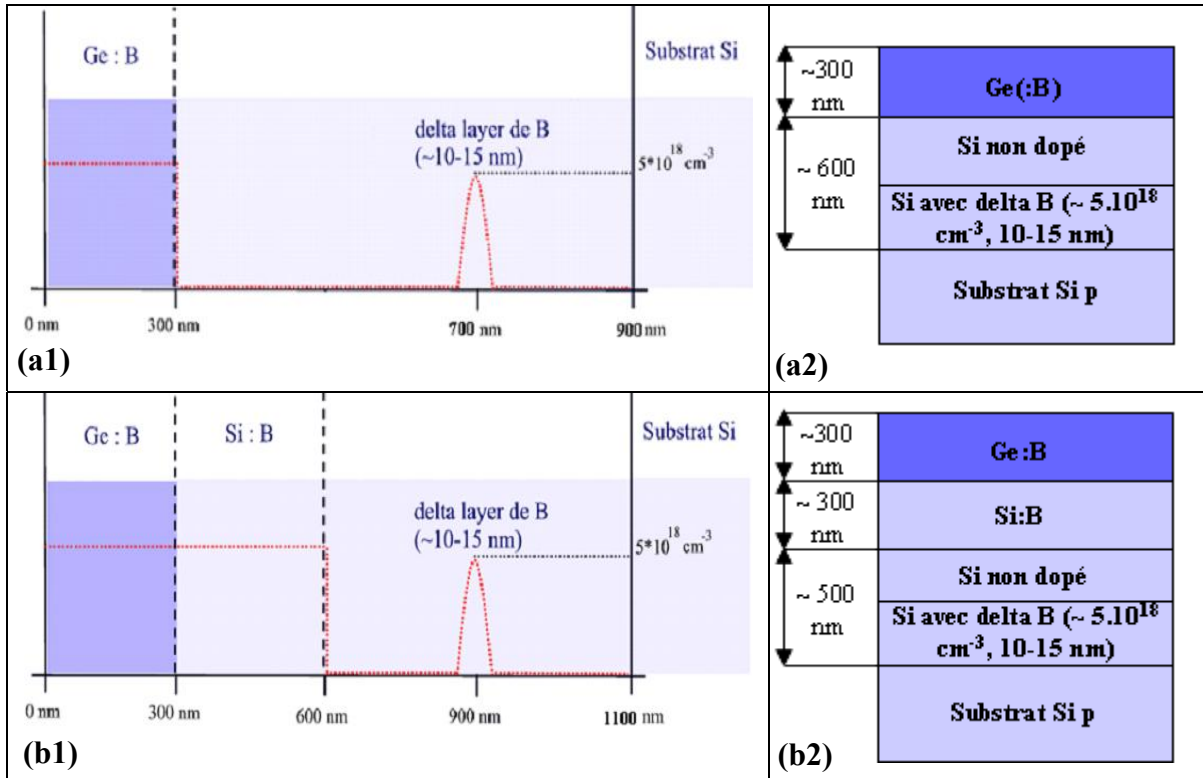 Ge : B
Substrat Si
delta layer de B
(~10-15 nm)
5*10^18 cm^-3
0 nm
300 nm
700 nm
900 nm
(a1)
~300
nm
~ 600
nm
Ge(:B)
Si non dopé
Si avec delta B (~ 5.10^18
cm^-3, 10-15 nm)
Substrat Si p
(a2)
Ge : B
Si : B
Substrat Si
delta layer de B
(~10-15 nm)
5*10^18 cm^-3
0 nm
300 nm
600 nm
900 nm
1100 nm
(b1)
~300
nm
~ 300
nm
~ 500
nm
Ge:B
Si:B
Si non dopé
Si avec delta B (~ 5.10^18
cm^-3, 10-15 nm)
Substrat Si p
(b2)